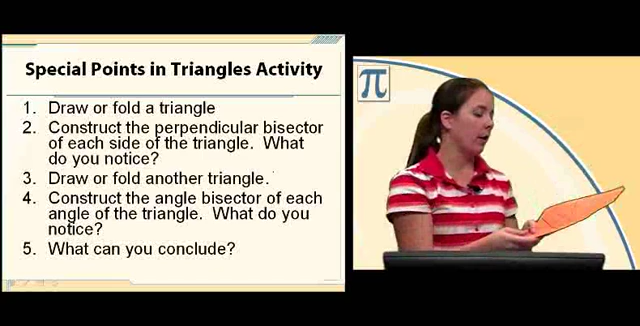 Special Points in Triangles Activity
1. Draw or fold a triangle
2. Construct the perpendicular bisector
of each side of the triangle. What
do you notice?
3. Draw or fold another triangle.
4. Construct the angle bisector of each
angle of the triangle. What do you
notice?
5. What can you conclude?
π